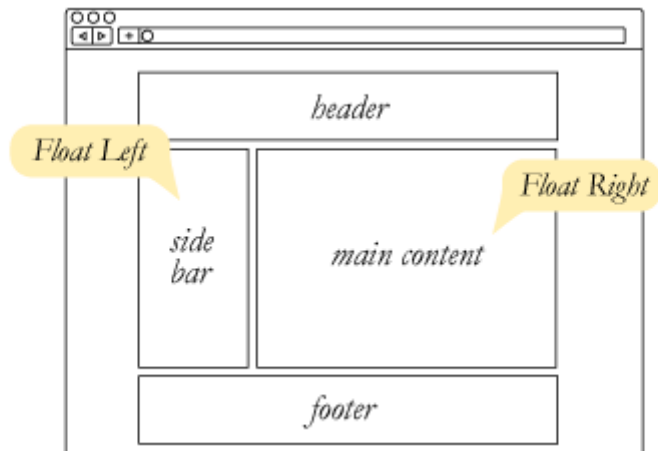 header
Float Left
Float Right
side
bar
main content
footer